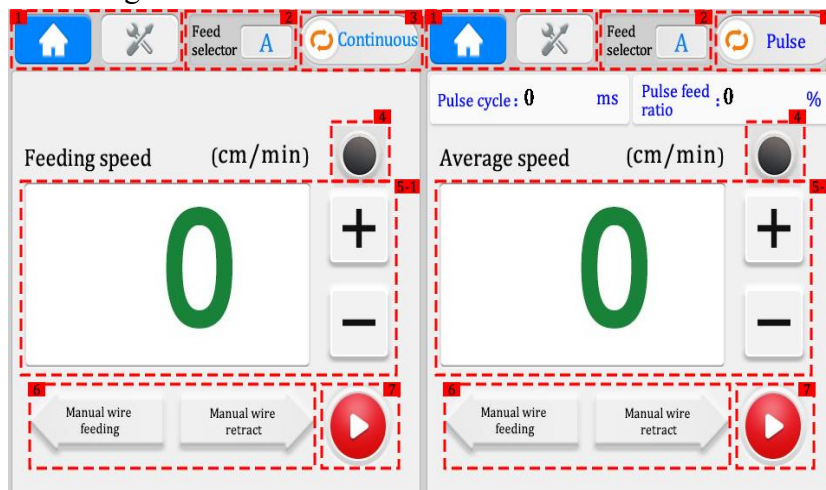 1
2
3
Feed
selector A
Continuous
4
Feeding speed (cm/min)
5-1
0
+
−
6
Manual wire
feeding
Manual wire
retract
7
1
2
Feed
selector A
Pulse
Pulse cycle : 0 ms
Pulse feed
ratio : 0 %
4
Average speed (cm/min)
0
+
−
6
Manual wire
feeding
Manual wire
retract
7